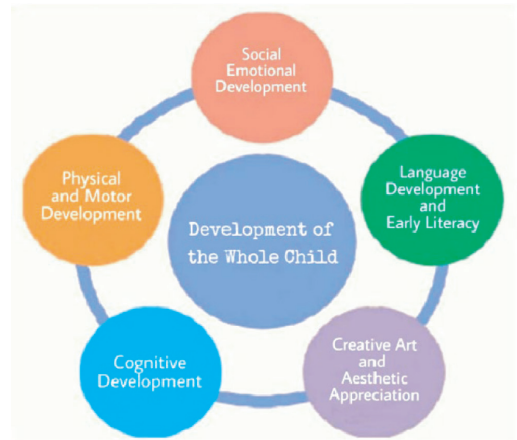 Social
Emotional
Development
Physical
and Motor
Development
Language
Development
and
Early Literacy
Development of
the Whole Child
Cognitive
Development
Creative Art
and
Aesthetic
Appreciation